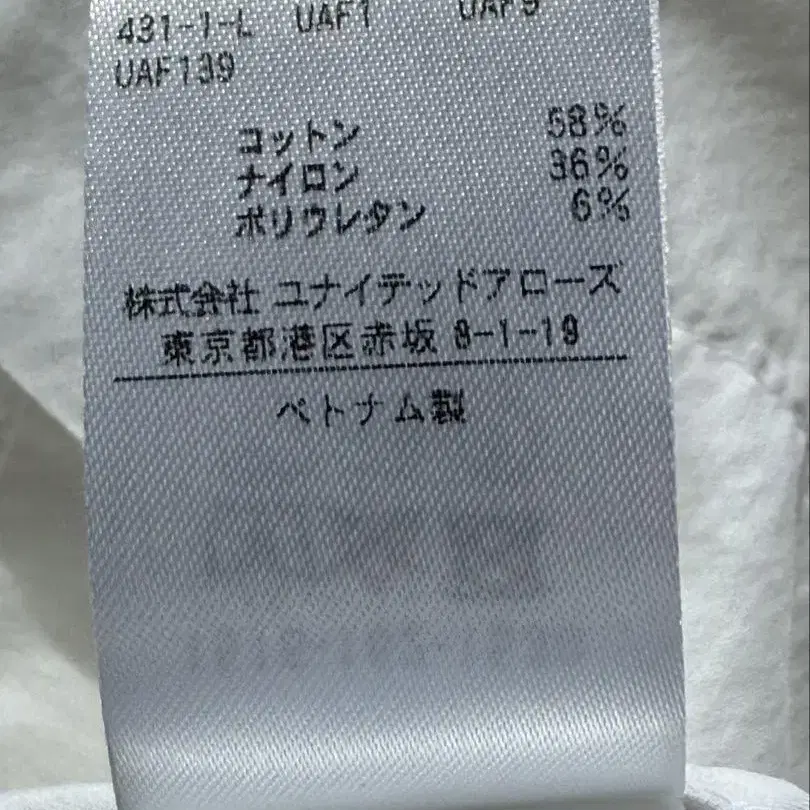 431-1-L UAF1 UAF9
UAF139
コットン 58%
ナイロン 36%
ポリウレタン 6%
株式会社 ユナイテッドアローズ
東京都港区赤坂 8-1-19
ベトナム製